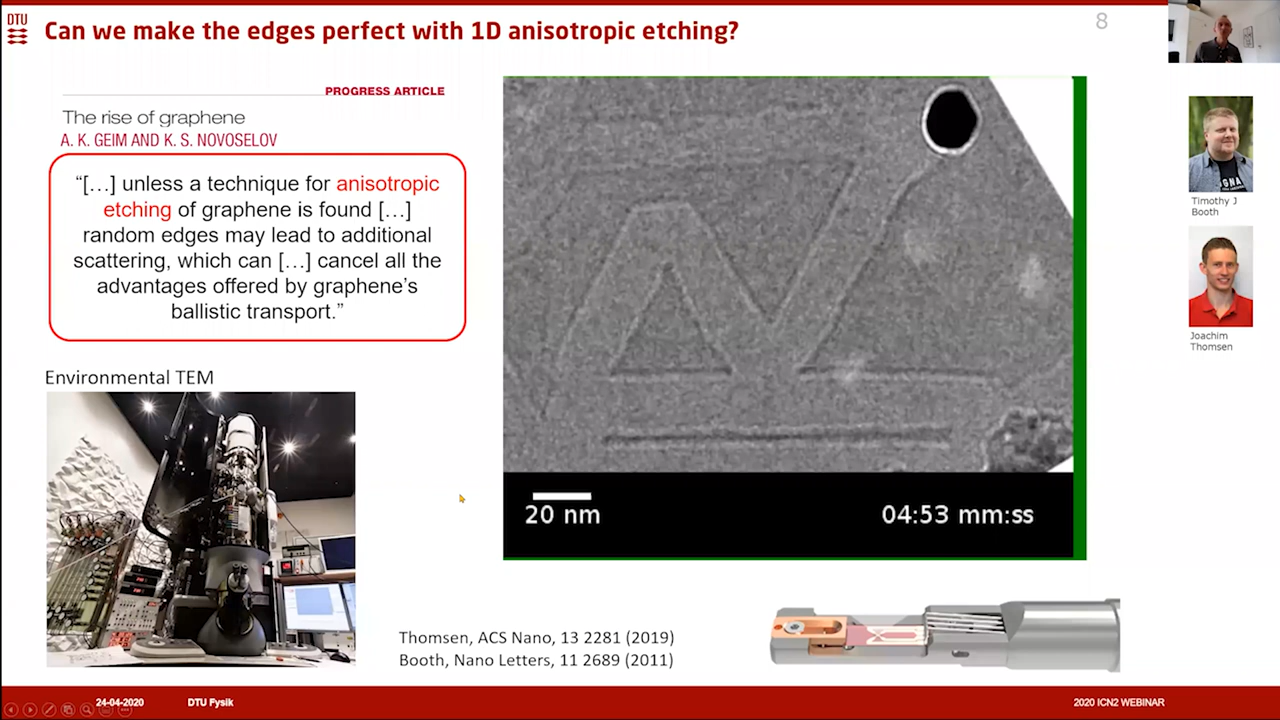 DTU
Can we make the edges perfect with 1D anisotropic etching?
8
PROGRESS ARTICLE
The rise of graphene
A. K. GEIM AND K. S. NOVOSELOV
“[…] unless a technique for anisotropic
etching of graphene is found […]
random edges may lead to additional
scattering, which can […] cancel all the
advantages offered by graphene’s
ballistic transport.”
Environmental TEM
20 nm
04:53 mm:ss
Timothy J
Booth
Joachim
Thomsen
Thomsen, ACS Nano, 13 2281 (2019)
Booth, Nano Letters, 11 2689 (2011)
24-04-2020
DTU Fysik
2020 ICN2 WEBINAR